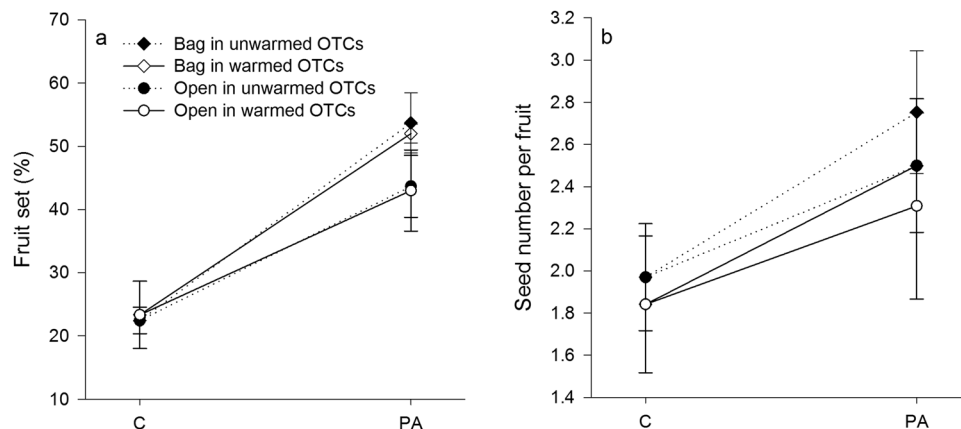 a
Bag in unwarmed OTCs
Bag in warmed OTCs
Open in unwarmed OTCs
Open in warmed OTCs
Fruit set (%)
70
60
50
40
30
20
10
C
PA
b
Seed number per fruit
3.2
3.0
2.8
2.6
2.4
2.2
2.0
1.8
1.6
1.4
C
PA